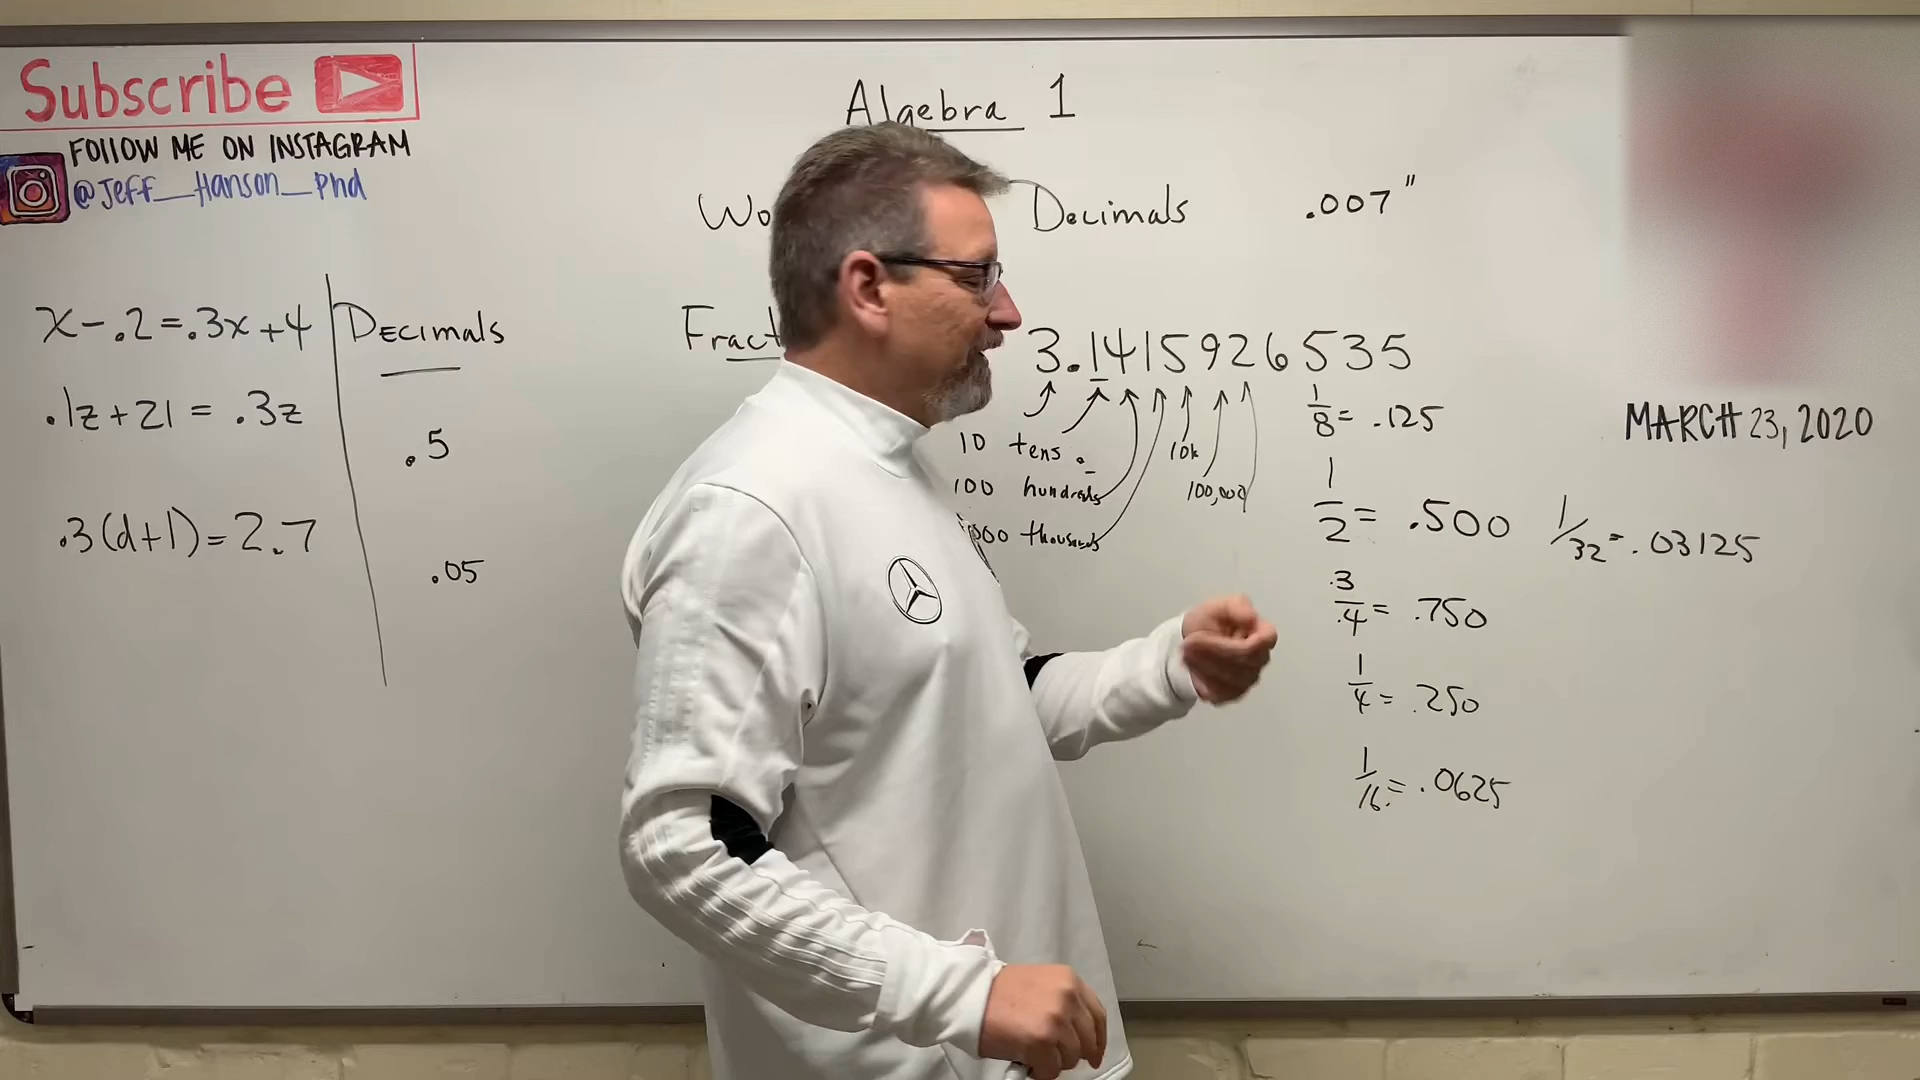 Subscribe
FOLLOW ME ON INSTAGRAM
@Jeff_Hanson_Phd
Algebra 1
Decimals .007"
x-.2=.3x+4
.1z+21=.3z
.3(d+1)=2.7
Decimals
.5
.05
3.1415926535
10 tens .
100 hundreds
thousands
10k
100,000
1/8= .125
1/2= .500
.3/.4= .750
1/4= .250
1/16.= .0625
1/32=.03125
MARCH 23, 2020